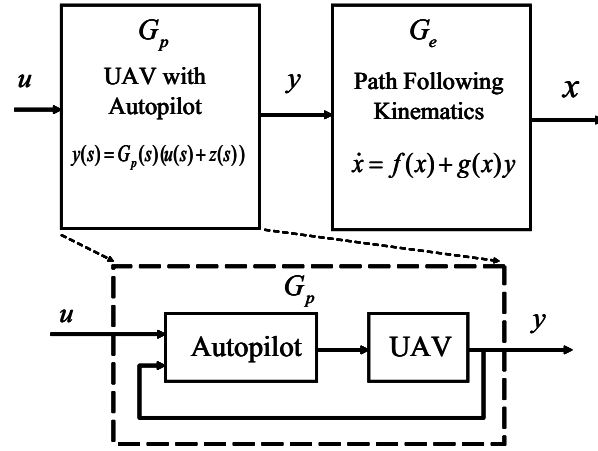 G_p
UAV with
Autopilot
y(s) = G_p(s)(u(s) + z(s))
u
y
G_e
Path Following
Kinematics
ẋ = f(x) + g(x)y
x
G_p
u
Autopilot
UAV
y